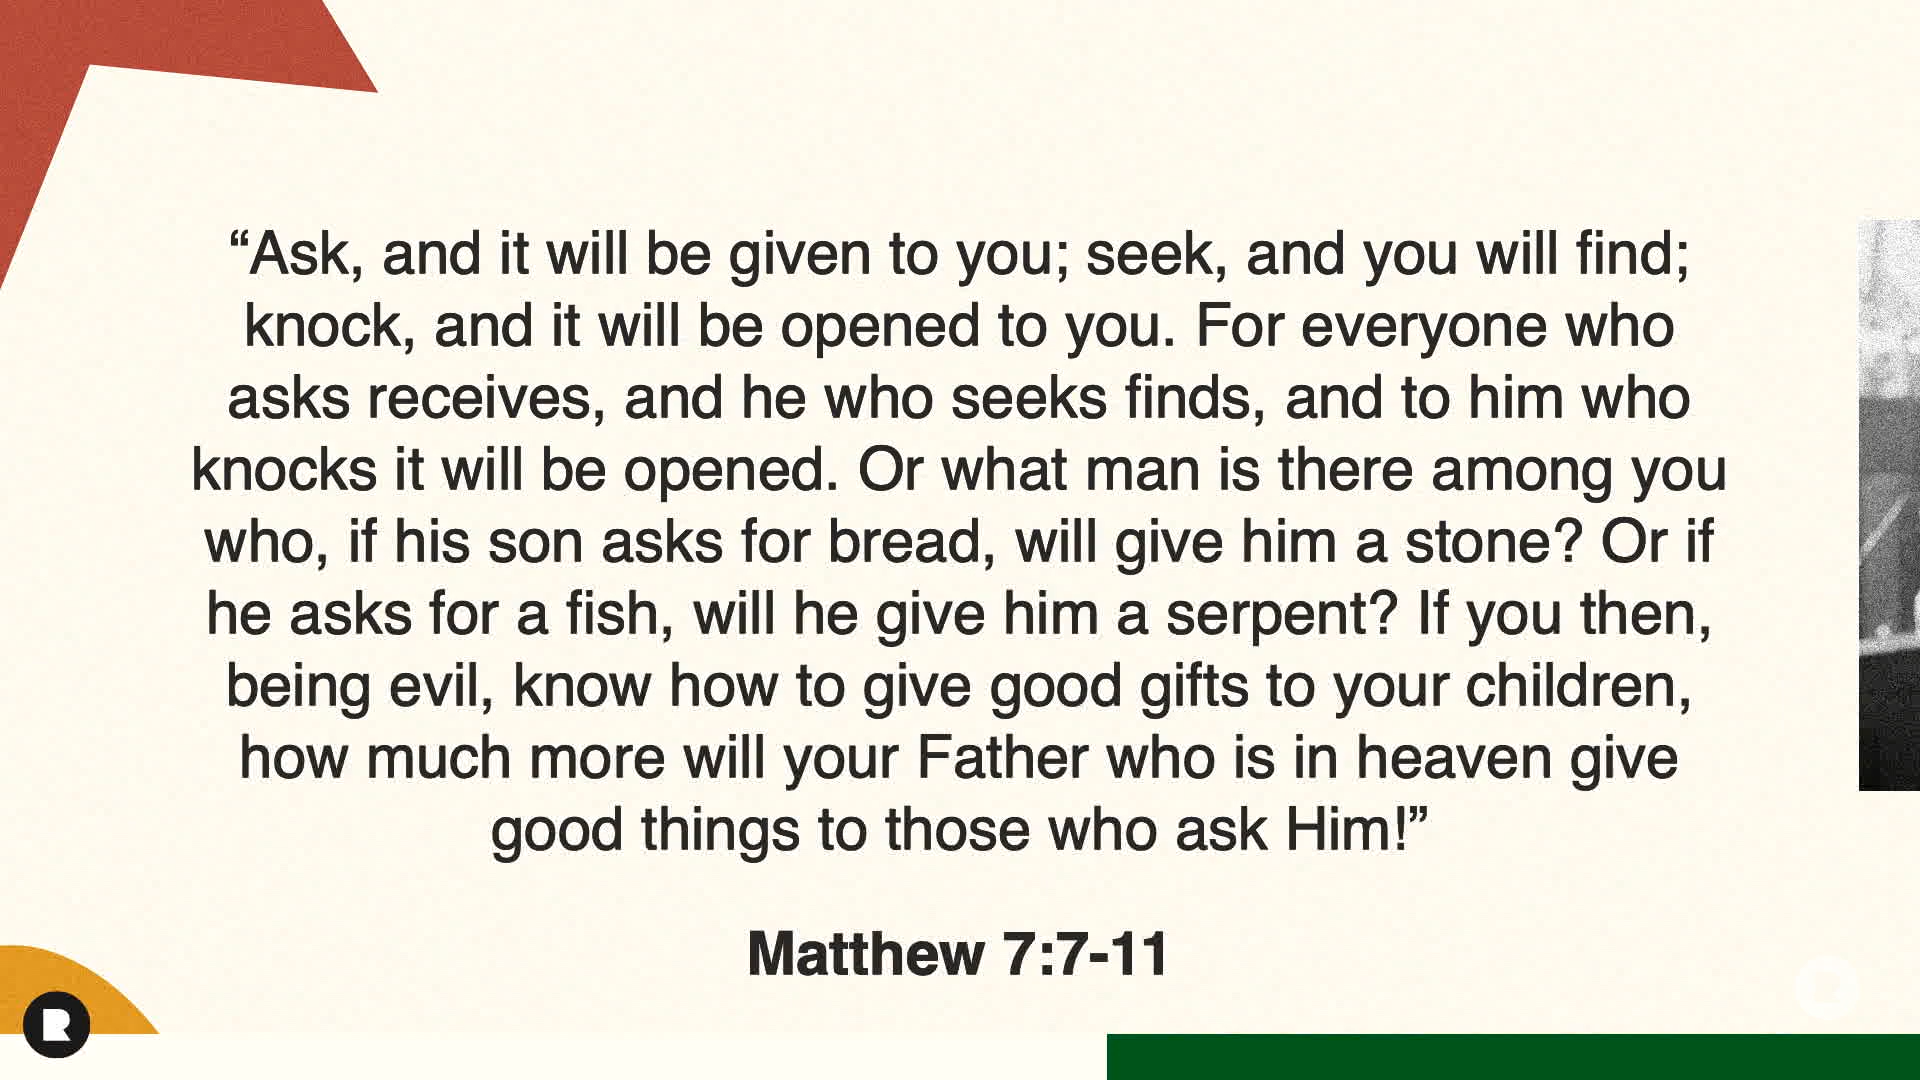 “Ask, and it will be given to you; seek, and you will find;
knock, and it will be opened to you. For everyone who
asks receives, and he who seeks finds, and to him who
knocks it will be opened. Or what man is there among you
who, if his son asks for bread, will give him a stone? Or if
he asks for a fish, will he give him a serpent? If you then,
being evil, know how to give good gifts to your children,
how much more will your Father who is in heaven give
good things to those who ask Him!”
Matthew 7:7-11
R